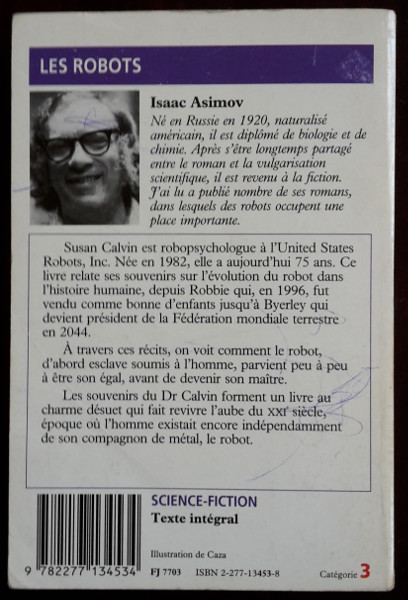 LES ROBOTS
Isaac Asimov
Né en Russie en 1920, naturalisé
américain, il est diplômé de biologie et de
chimie. Après s'être longtemps partagé
entre le roman et la vulgarisation
scientifique, il est revenu à la fiction.
J'ai lu a publié nombre de ses romans,
dans lesquels des robots occupent une
place importante.
Susan Calvin est robopsychologue à l'United States
Robots, Inc. Née en 1982, elle a aujourd'hui 75 ans. Ce
livre relate ses souvenirs sur l'évolution du robot dans
l'histoire humaine, depuis Robbie qui, en 1996, fut
vendu comme bonne d'enfants jusqu'à Byerley qui
devient président de la Fédération mondiale terrestre
en 2044.
À travers ces récits, on voit comment le robot,
d'abord esclave soumis à l'homme, parvient peu à peu
à être son égal, avant de devenir son maître.
Les souvenirs du Dr Calvin forment un livre au
charme désuet qui fait revivre l'aube du XXIe siècle,
époque où l'homme existait encore indépendamment
de son compagnon de métal, le robot.
SCIENCE-FICTION
Texte intégral
Illustration de Caza
9 782277 134534
FJ 7703 ISBN 2-277-13453-8 Catégorie 3